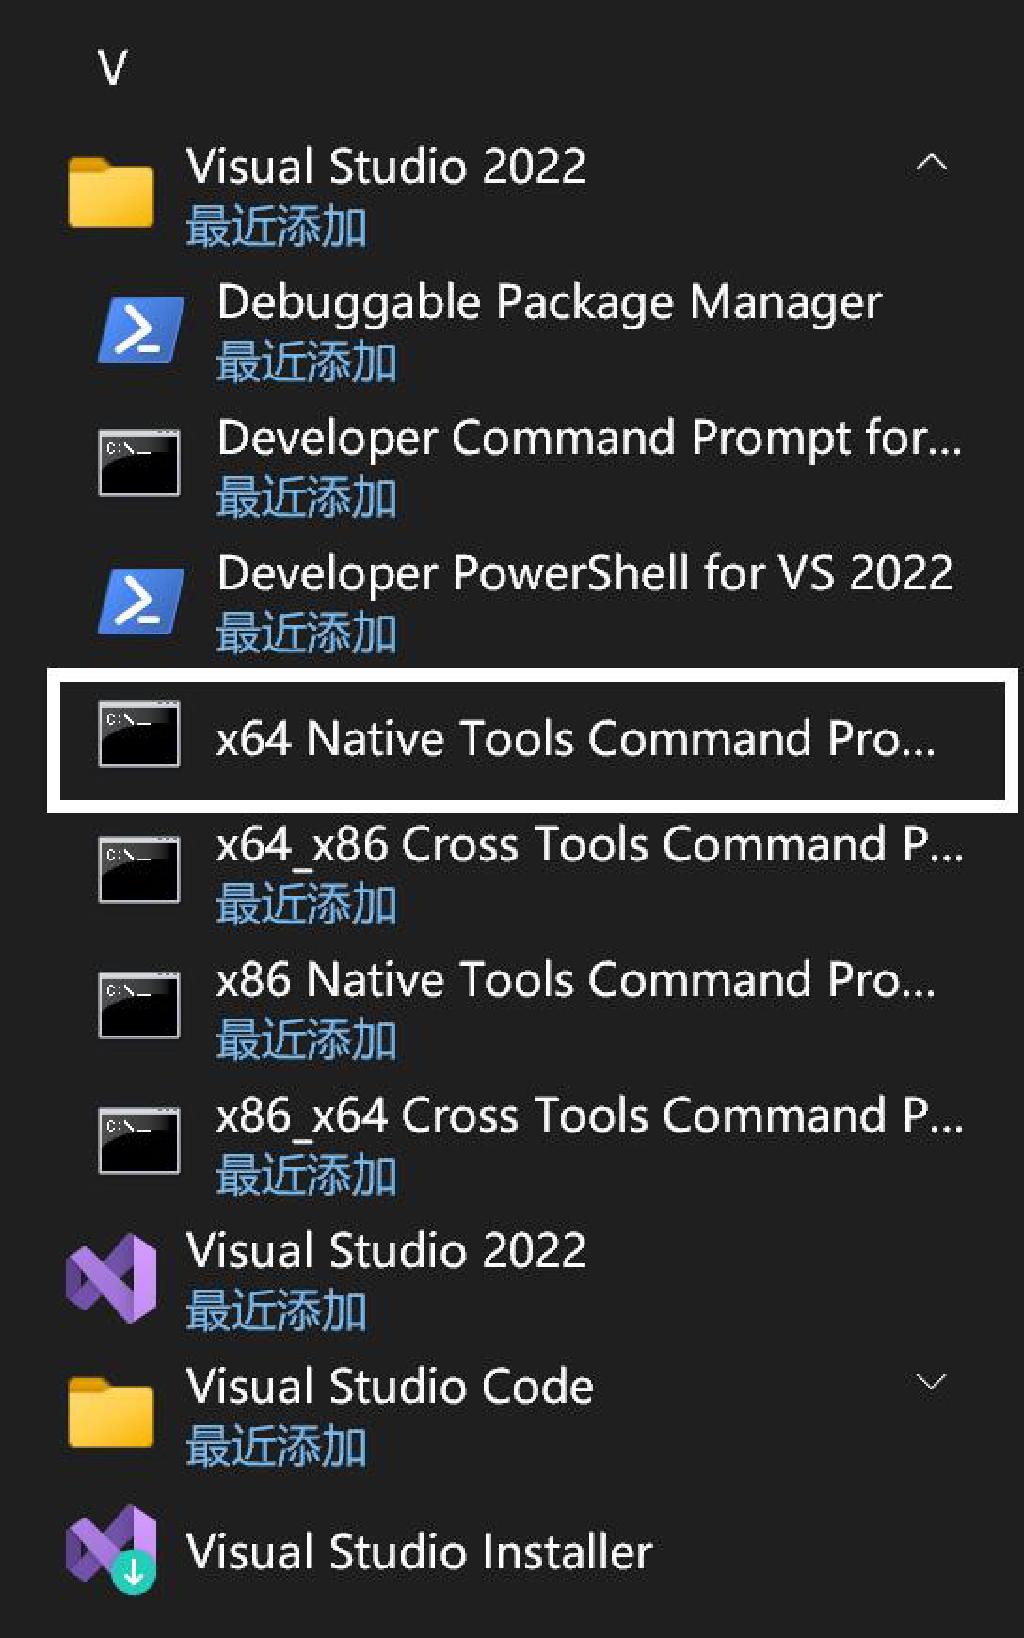 V
Visual Studio 2022
最近添加
Debuggable Package Manager
最近添加
C:\_
Developer Command Prompt for...
最近添加
Developer PowerShell for VS 2022
最近添加
C:\_
x64 Native Tools Command Pro...
C:\_
x64_x86 Cross Tools Command P...
最近添加
C:\_
x86 Native Tools Command Pro...
最近添加
C:\_
x86_x64 Cross Tools Command P...
最近添加
Visual Studio 2022
最近添加
Visual Studio Code
最近添加
Visual Studio Installer